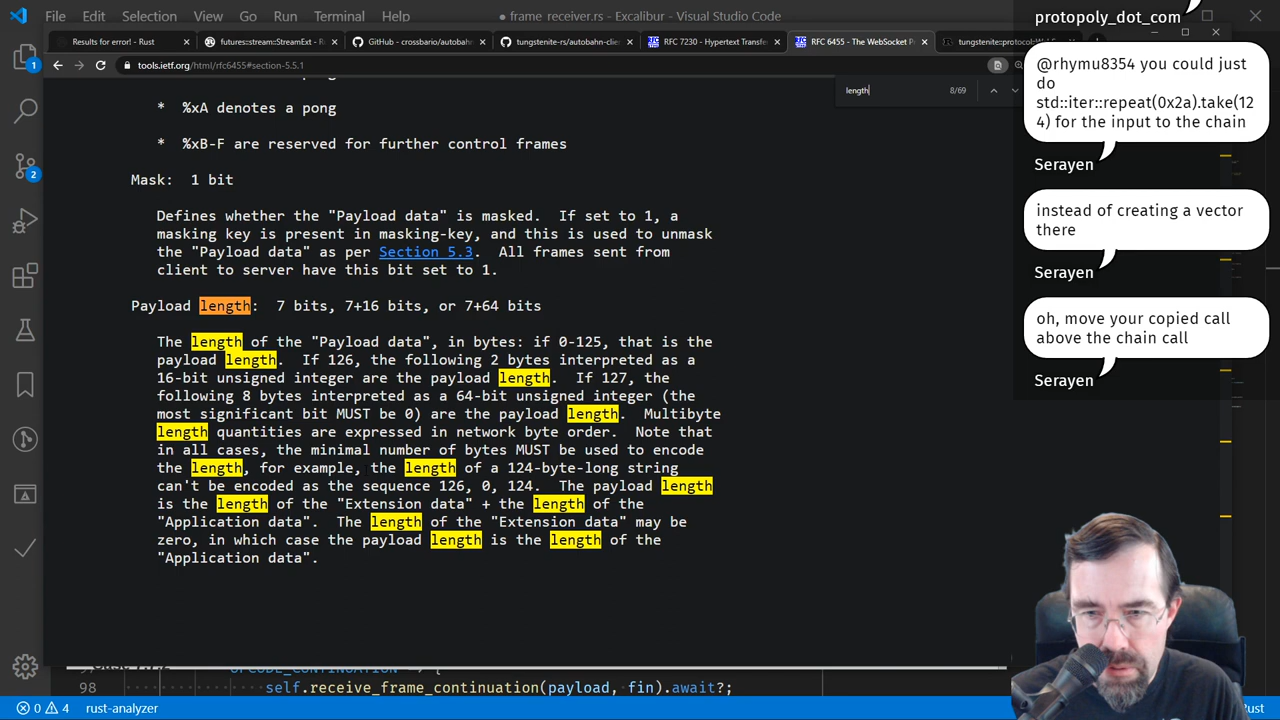 File Edit Selection View Go Run Terminal Help
● frame_receiver.rs - Excalibur - Visual Studio Code
Results for error! - Rust
futures::stream::StreamExt - R
GitHub - crossbario/autobahn
tungstenite-rs/autobahn-clie
RFC 7230 - Hypertext Transfe
RFC 6455 - The WebSocket P
tungstenite::protocol::WebS
tools.ietf.org/html/rfc6455#section-5.5.1
length 8/69
* %xA denotes a pong
* %xB-F are reserved for further control frames
Mask: 1 bit
Defines whether the "Payload data" is masked. If set to 1, a
masking key is present in masking-key, and this is used to unmask
the "Payload data" as per Section 5.3. All frames sent from
client to server have this bit set to 1.
Payload length: 7 bits, 7+16 bits, or 7+64 bits
The length of the "Payload data", in bytes: if 0-125, that is the
payload length. If 126, the following 2 bytes interpreted as a
16-bit unsigned integer are the payload length. If 127, the
following 8 bytes interpreted as a 64-bit unsigned integer (the
most significant bit MUST be 0) are the payload length. Multibyte
length quantities are expressed in network byte order. Note that
in all cases, the minimal number of bytes MUST be used to encode
the length, for example, the length of a 124-byte-long string
can't be encoded as the sequence 126, 0, 124. The payload length
is the length of the "Extension data" + the length of the
"Application data". The length of the "Extension data" may be
zero, in which case the payload length is the length of the
"Application data".
98 self.receive_frame_continuation(payload, fin).await?;
0 4 rust-analyzer
1
2
protopoly_dot_com
@rhymu8354 you could just
do
std::iter::repeat(0x2a).take(12
4) for the input to the chain
Serayen
instead of creating a vector
there
Serayen
oh, move your copied call
above the chain call
Serayen